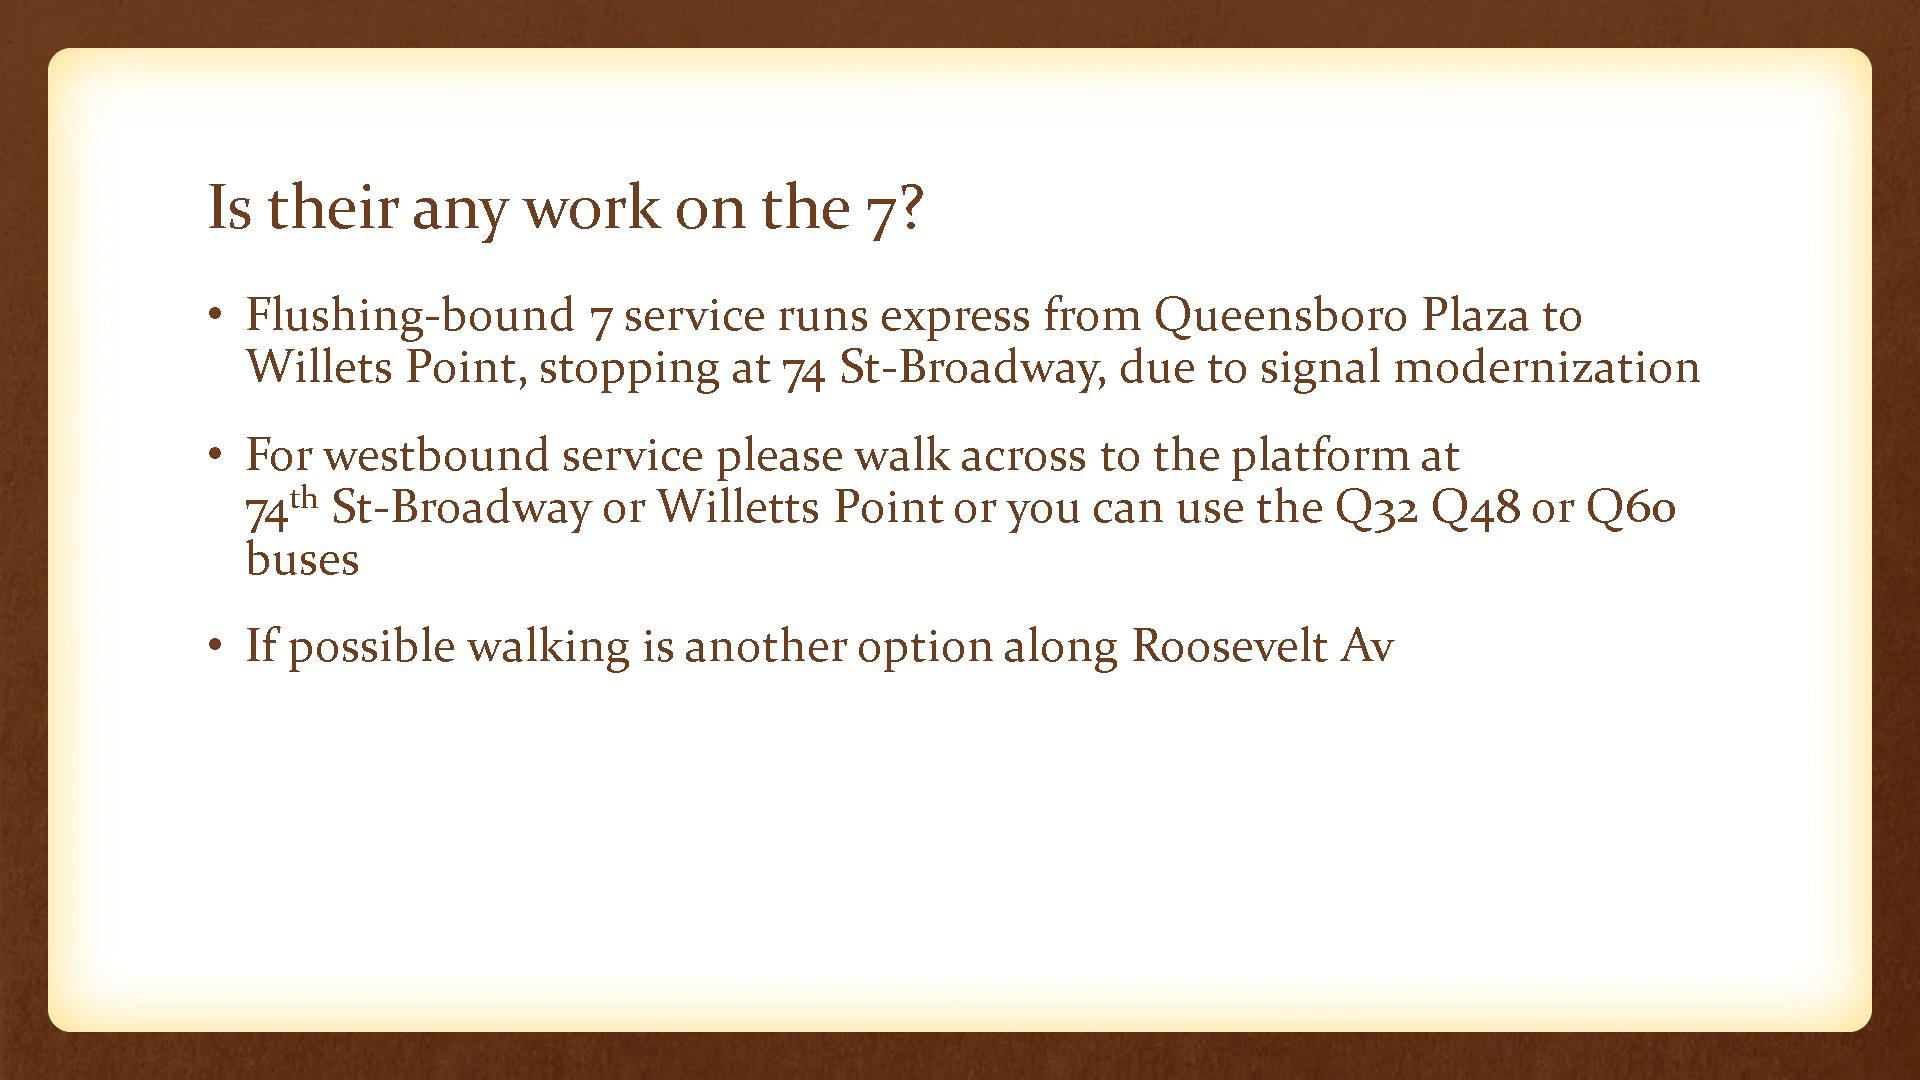 Is their any work on the 7?
• Flushing-bound 7 service runs express from Queensboro Plaza to
Willets Point, stopping at 74 St-Broadway, due to signal modernization
• For westbound service please walk across to the platform at
74th St-Broadway or Willetts Point or you can use the Q32 Q48 or Q60
buses
• If possible walking is another option along Roosevelt Av